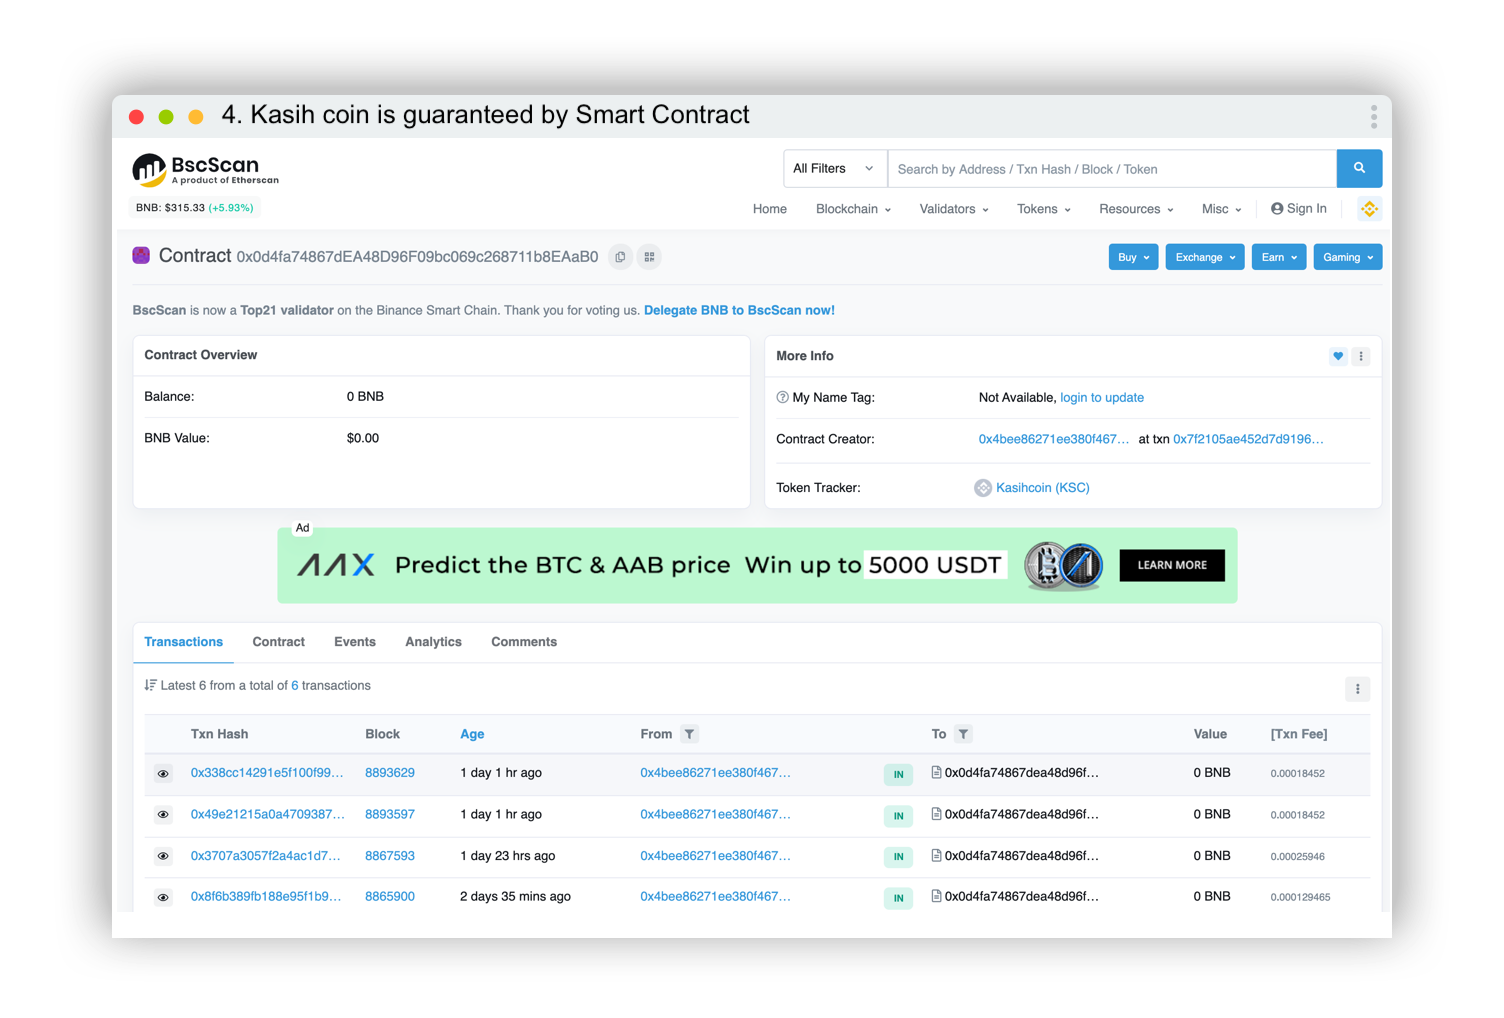 4. Kasih coin is guaranteed by Smart Contract
BscScan
A product of Etherscan
All Filters
Search by Address / Txn Hash / Block / Token
BNB: $315.33 (+5.93%)
Home Blockchain Validators Tokens Resources Misc Sign In
Contract 0x0d4fa74867dEA48D96F09bc069c268711b8EAaB0
Buy Exchange Earn Gaming
BscScan is now a Top21 validator on the Binance Smart Chain. Thank you for voting us. Delegate BNB to BscScan now!
Contract Overview
Balance: 0 BNB
BNB Value: $0.00
More Info
My Name Tag: Not Available, login to update
Contract Creator: 0x4bee86271ee380f467... at txn 0x7f2105ae452d7d9196...
Token Tracker: Kasihcoin (KSC)
Ad
AAX Predict the BTC & AAB price Win up to 5000 USDT LEARN MORE
Transactions Contract Events Analytics Comments
Latest 6 from a total of 6 transactions
Txn Hash Block Age From To Value [Txn Fee]
0x338cc14291e5f100f99... 8893629 1 day 1 hr ago 0x4bee86271ee380f467... IN 0x0d4fa74867dea48d96f... 0 BNB 0.00018452
0x49e21215a0a4709387... 8893597 1 day 1 hr ago 0x4bee86271ee380f467... IN 0x0d4fa74867dea48d96f... 0 BNB 0.00018452
0x3707a3057f2a4ac1d7... 8867593 1 day 23 hrs ago 0x4bee86271ee380f467... IN 0x0d4fa74867dea48d96f... 0 BNB 0.00025946
0x8f6b389fb188e95f1b9... 8865900 2 days 35 mins ago 0x4bee86271ee380f467... IN 0x0d4fa74867dea48d96f... 0 BNB 0.000129465